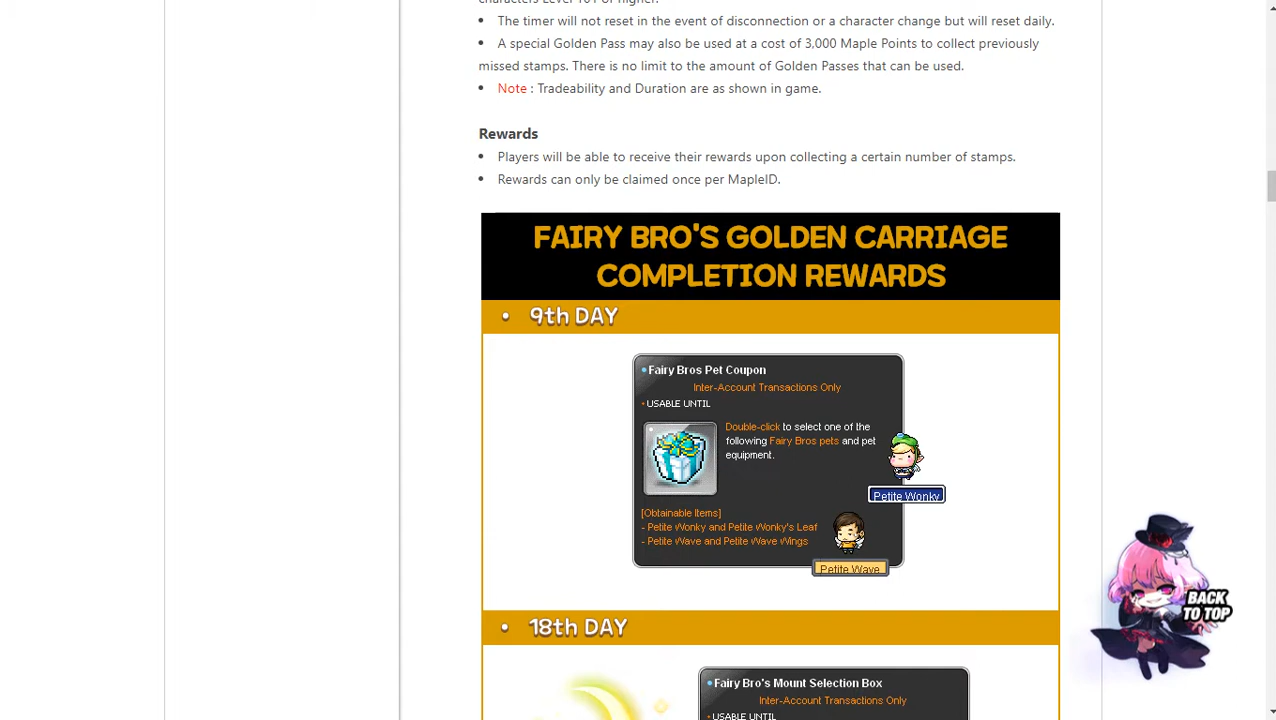 The timer will not reset in the event of disconnection or a character change but will reset daily.
A special Golden Pass may also be used at a cost of 3,000 Maple Points to collect previously
missed stamps. There is no limit to the amount of Golden Passes that can be used.
Note : Tradeability and Duration are as shown in game.
Rewards
Players will be able to receive their rewards upon collecting a certain number of stamps.
Rewards can only be claimed once per MapleID.
FAIRY BRO'S GOLDEN CARRIAGE
COMPLETION REWARDS
• 9th DAY
Fairy Bros Pet Coupon
Inter-Account Transactions Only
• USABLE UNTIL
Double-click to select one of the
following Fairy Bros pets and pet
equipment.
Petite Wonky
[Obtainable Items]
- Petite Wonky and Petite Wonky's Leaf
- Petite Wave and Petite Wave Wings
Petite Wave
BACK
TO TOP
• 18th DAY
Fairy Bro's Mount Selection Box
Inter-Account Transactions Only
• USABLE UNTIL